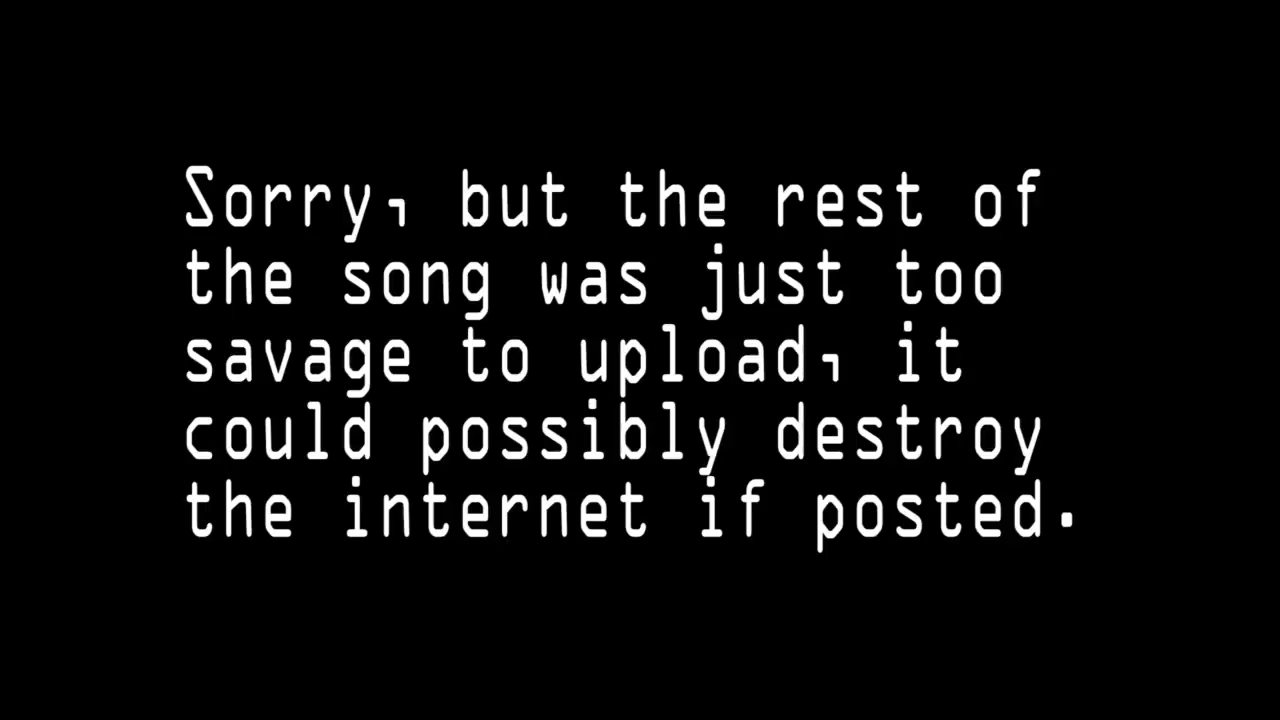 Sorry, but the rest of
the song was just too
savage to upload, it
could possibly destroy
the internet if posted.